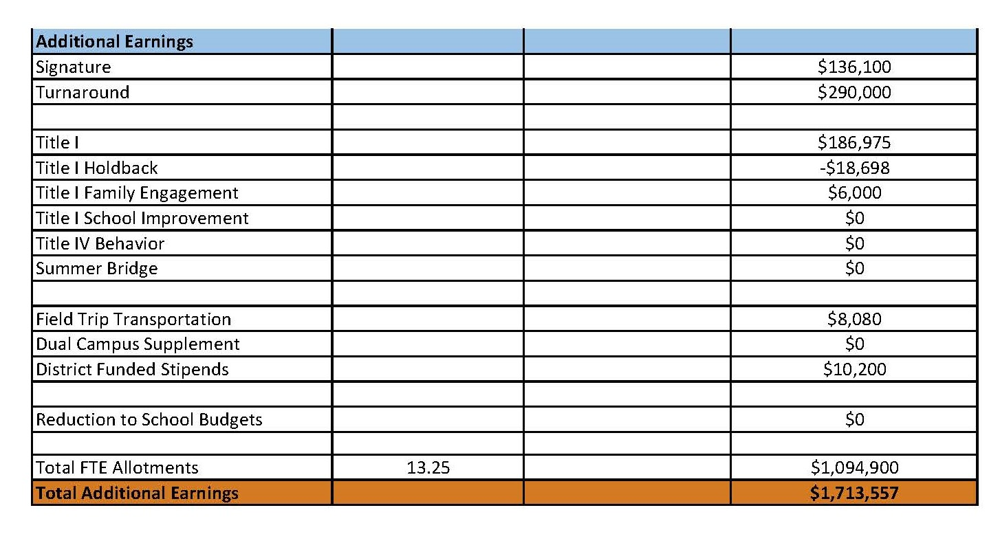 Additional Earnings
Signature $136,100
Turnaround $290,000
Title I $186,975
Title I Holdback -$18,698
Title I Family Engagement $6,000
Title I School Improvement $0
Title IV Behavior $0
Summer Bridge $0
Field Trip Transportation $8,080
Dual Campus Supplement $0
District Funded Stipends $10,200
Reduction to School Budgets $0
Total FTE Allotments 13.25 $1,094,900
Total Additional Earnings $1,713,557